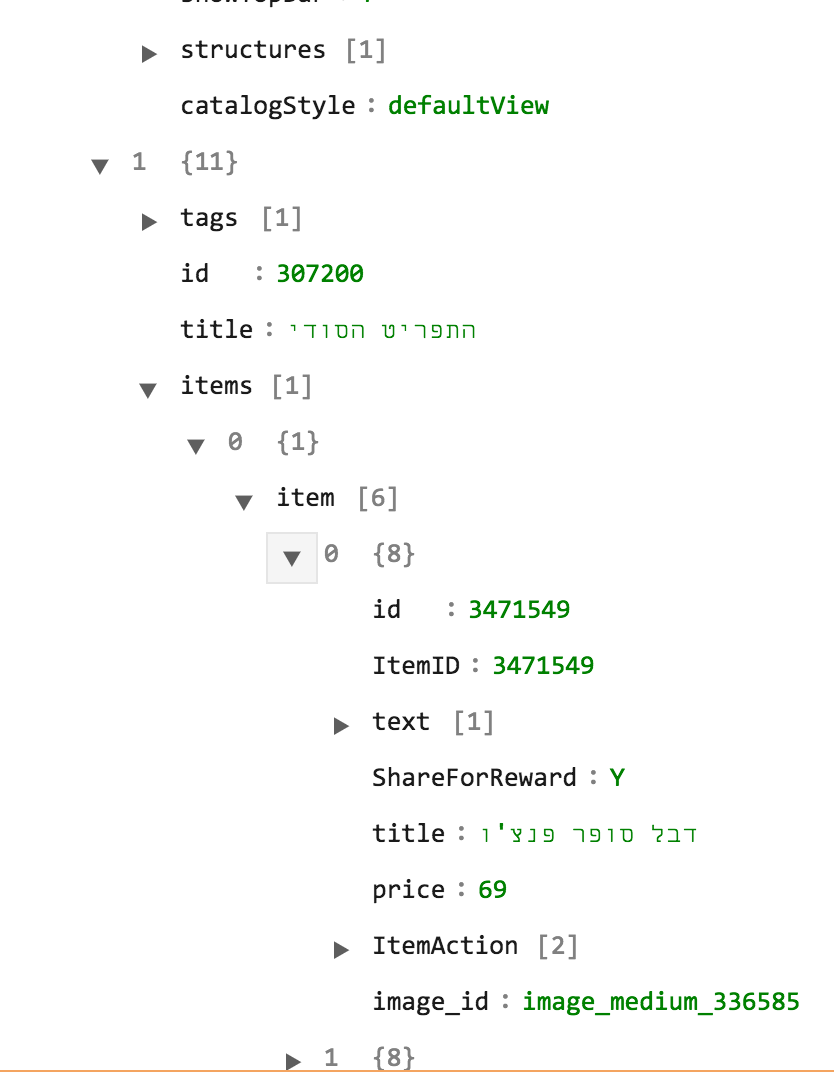 structures [1]
catalogStyle : defaultView
1 {11}
tags [1]
id : 307200
title : התפריט הסודי
items [1]
0 {1}
item [6]
0 {8}
id : 3471549
ItemID : 3471549
text [1]
ShareForReward : Y
title : דבל סופר פנצ'ו
price : 69
ItemAction [2]
image_id : image_medium_336585
1 {8}